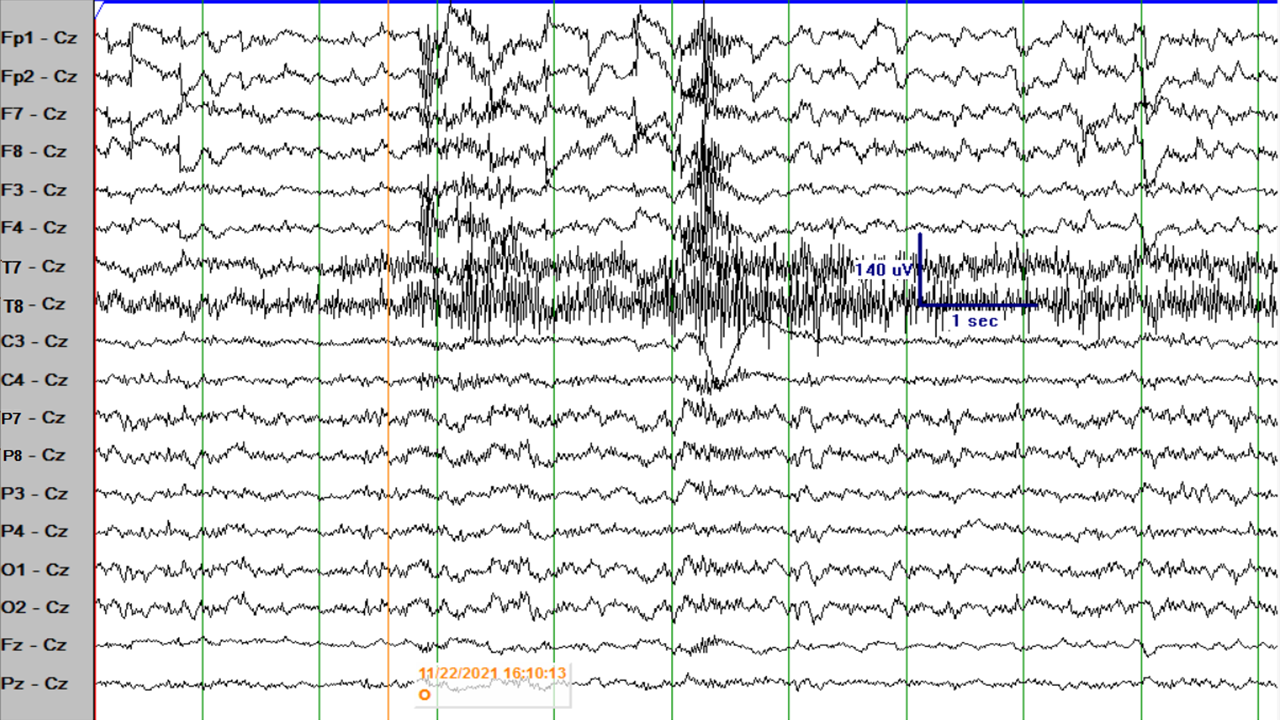 Fp1 - Cz
Fp2 - Cz
F7 - Cz
F8 - Cz
F3 - Cz
F4 - Cz
T7 - Cz
140 uV
T8 - Cz
1 sec
C3 - Cz
C4 - Cz
P7 - Cz
P8 - Cz
P3 - Cz
P4 - Cz
O1 - Cz
O2 - Cz
Fz - Cz
11/22/2021 16:10:13
Pz - Cz
O